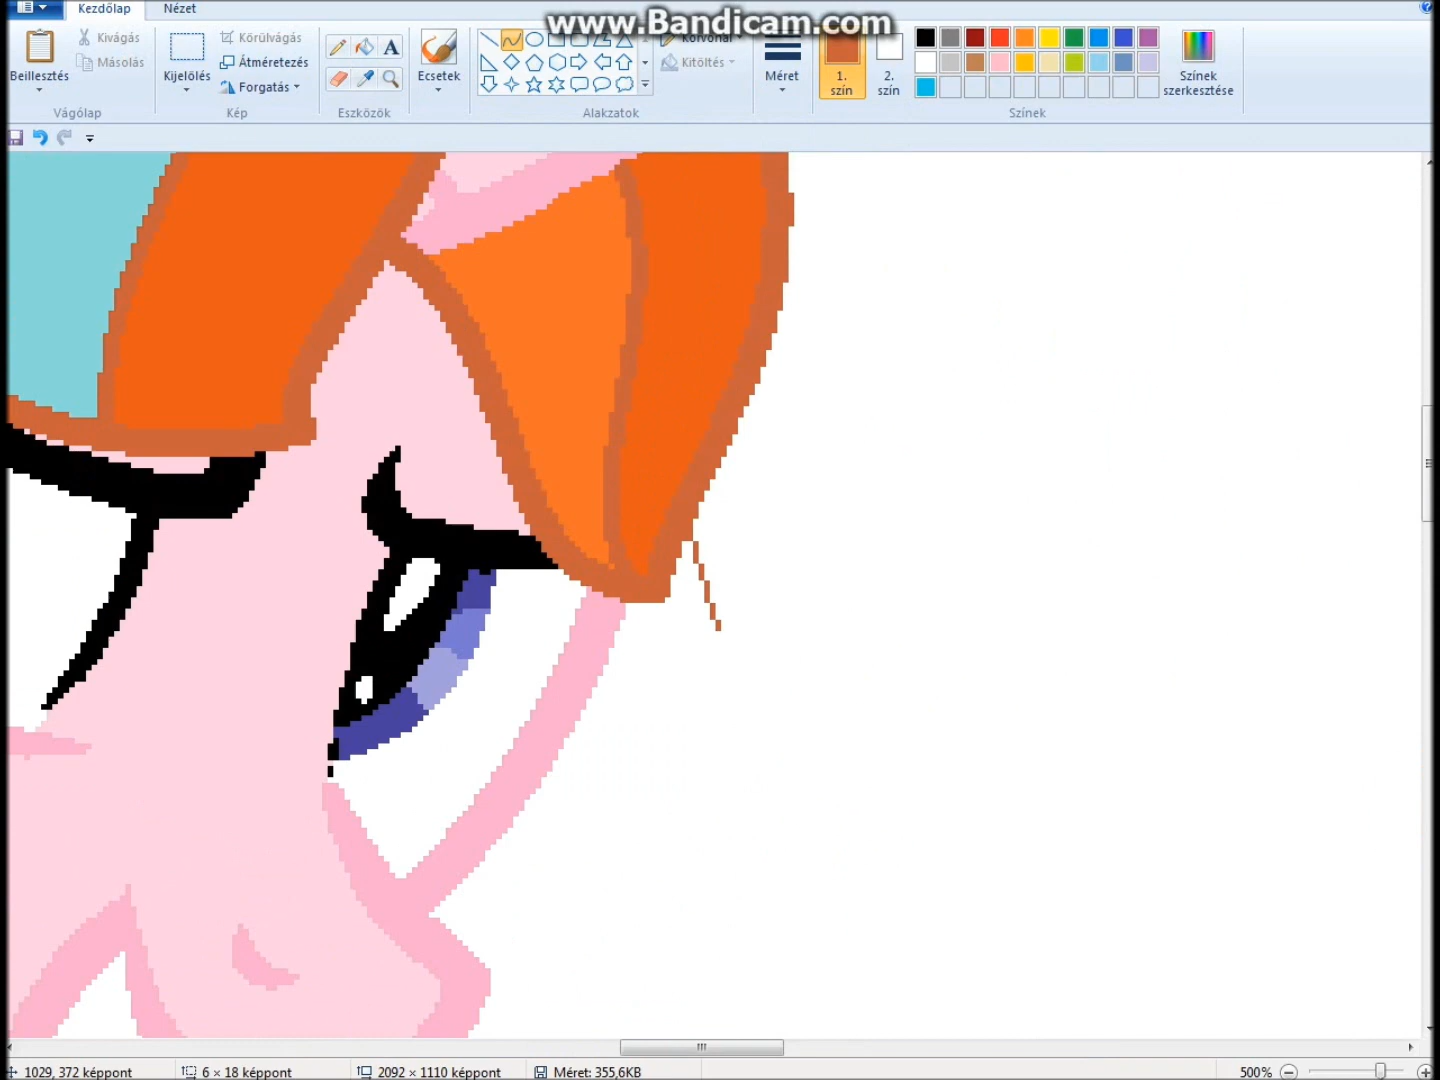 www.Bandicam.com
Kezdőlap
Nézet
Beillesztés
Kivágás
Másolás
Vágólap
Kijelölés
Körülvágás
Átméretezés
Forgatás
Kép
A
Eszközök
Ecsetek
Alakzatok
Körvonal
Kitöltés
Méret
1. szín
2. szín
Színek szerkesztése
Színek
1029, 372 képpont
6 × 18 képpont
2092 × 1110 képpont
Méret: 355,6KB
500%